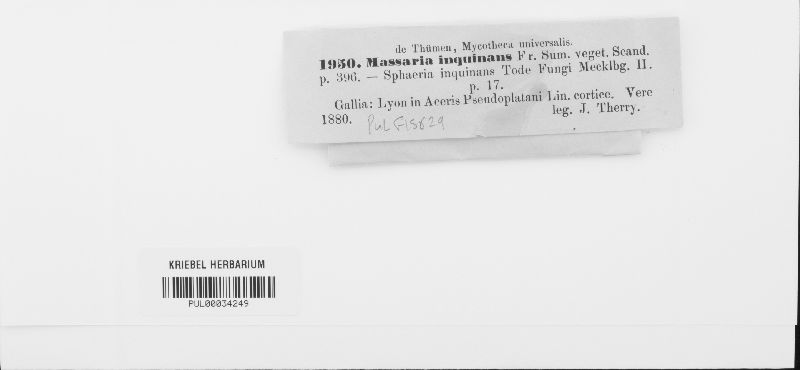 de Thümen, Mycotheca universalis.
1950. Massaria inquinans Fr. Sum. veget. Scand.
p. 396. — Sphaeria inquinans Tode Fungi Mecklbg. II.
p. 17.
Gallia: Lyon in Aceris Pseudoplatani Lin. cortice. Vere
1880. leg. J. Therry.
PUL F15829
KRIEBEL HERBARIUM
PUL00034249